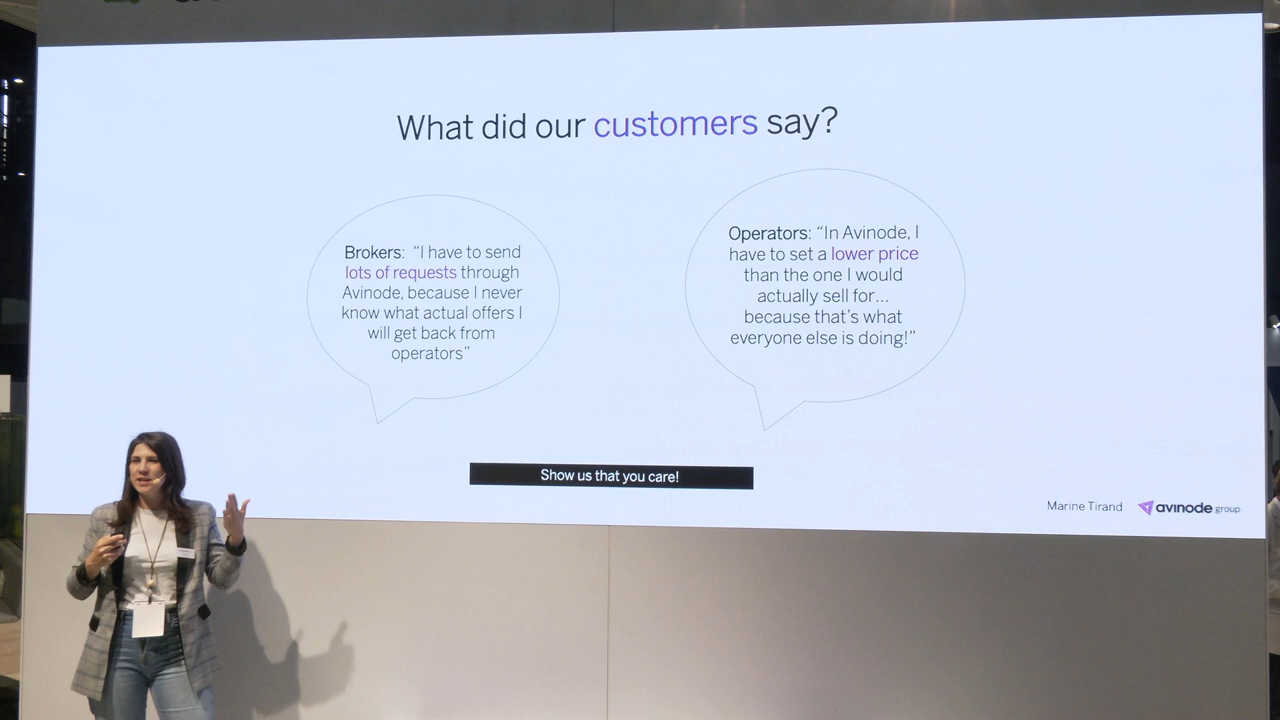 What did our customers say?
Brokers: “I have to send
lots of requests through
Avinode, because I never
know what actual offers I
will get back from
operators”
Operators: “In Avinode, I
have to set a lower price
than the one I would
actually sell for...
because that’s what
everyone else is doing!”
Show us that you care!
Marine Tirand
avinode group